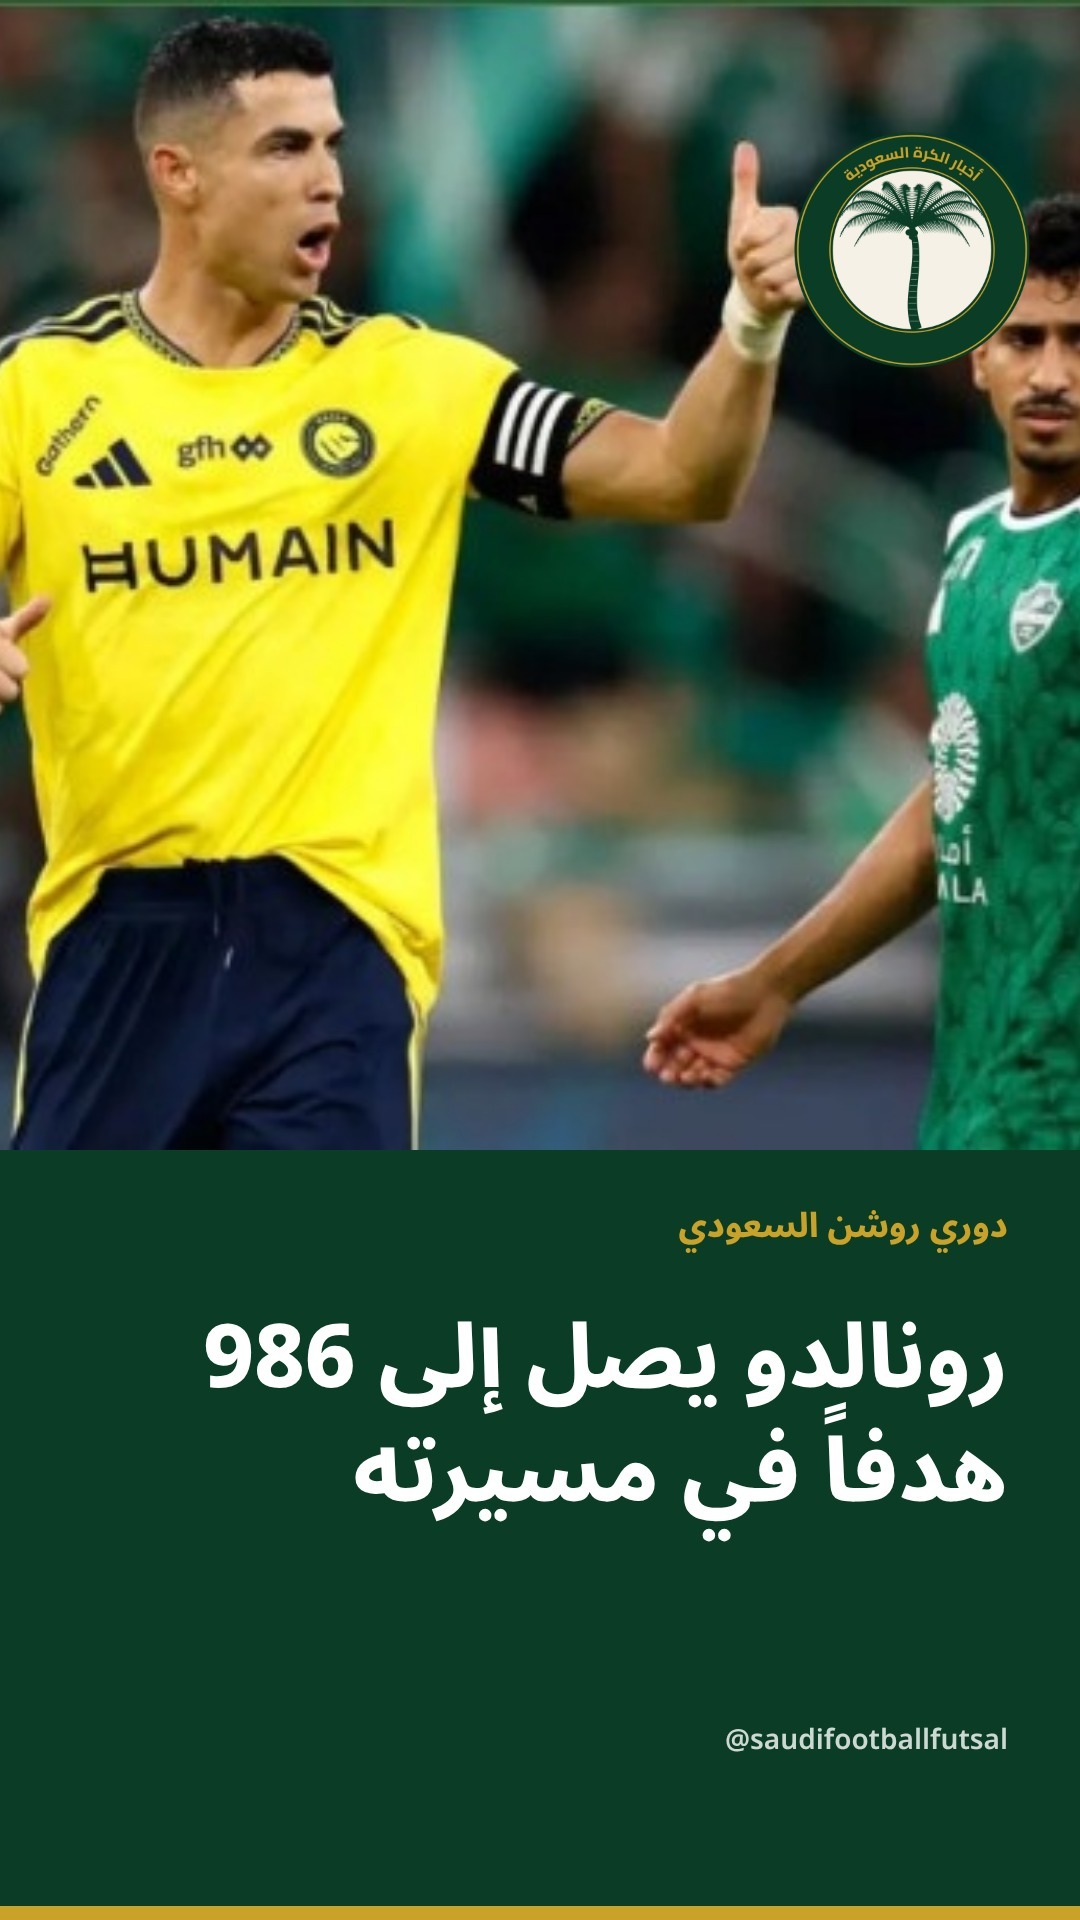 أخبار الكرة السعودية
Gathern
gfh
HUMAIN
دوري روشن السعودي
رونالدو يصل إلى 986
هدفاً في مسيرته
@saudifootballfutsal